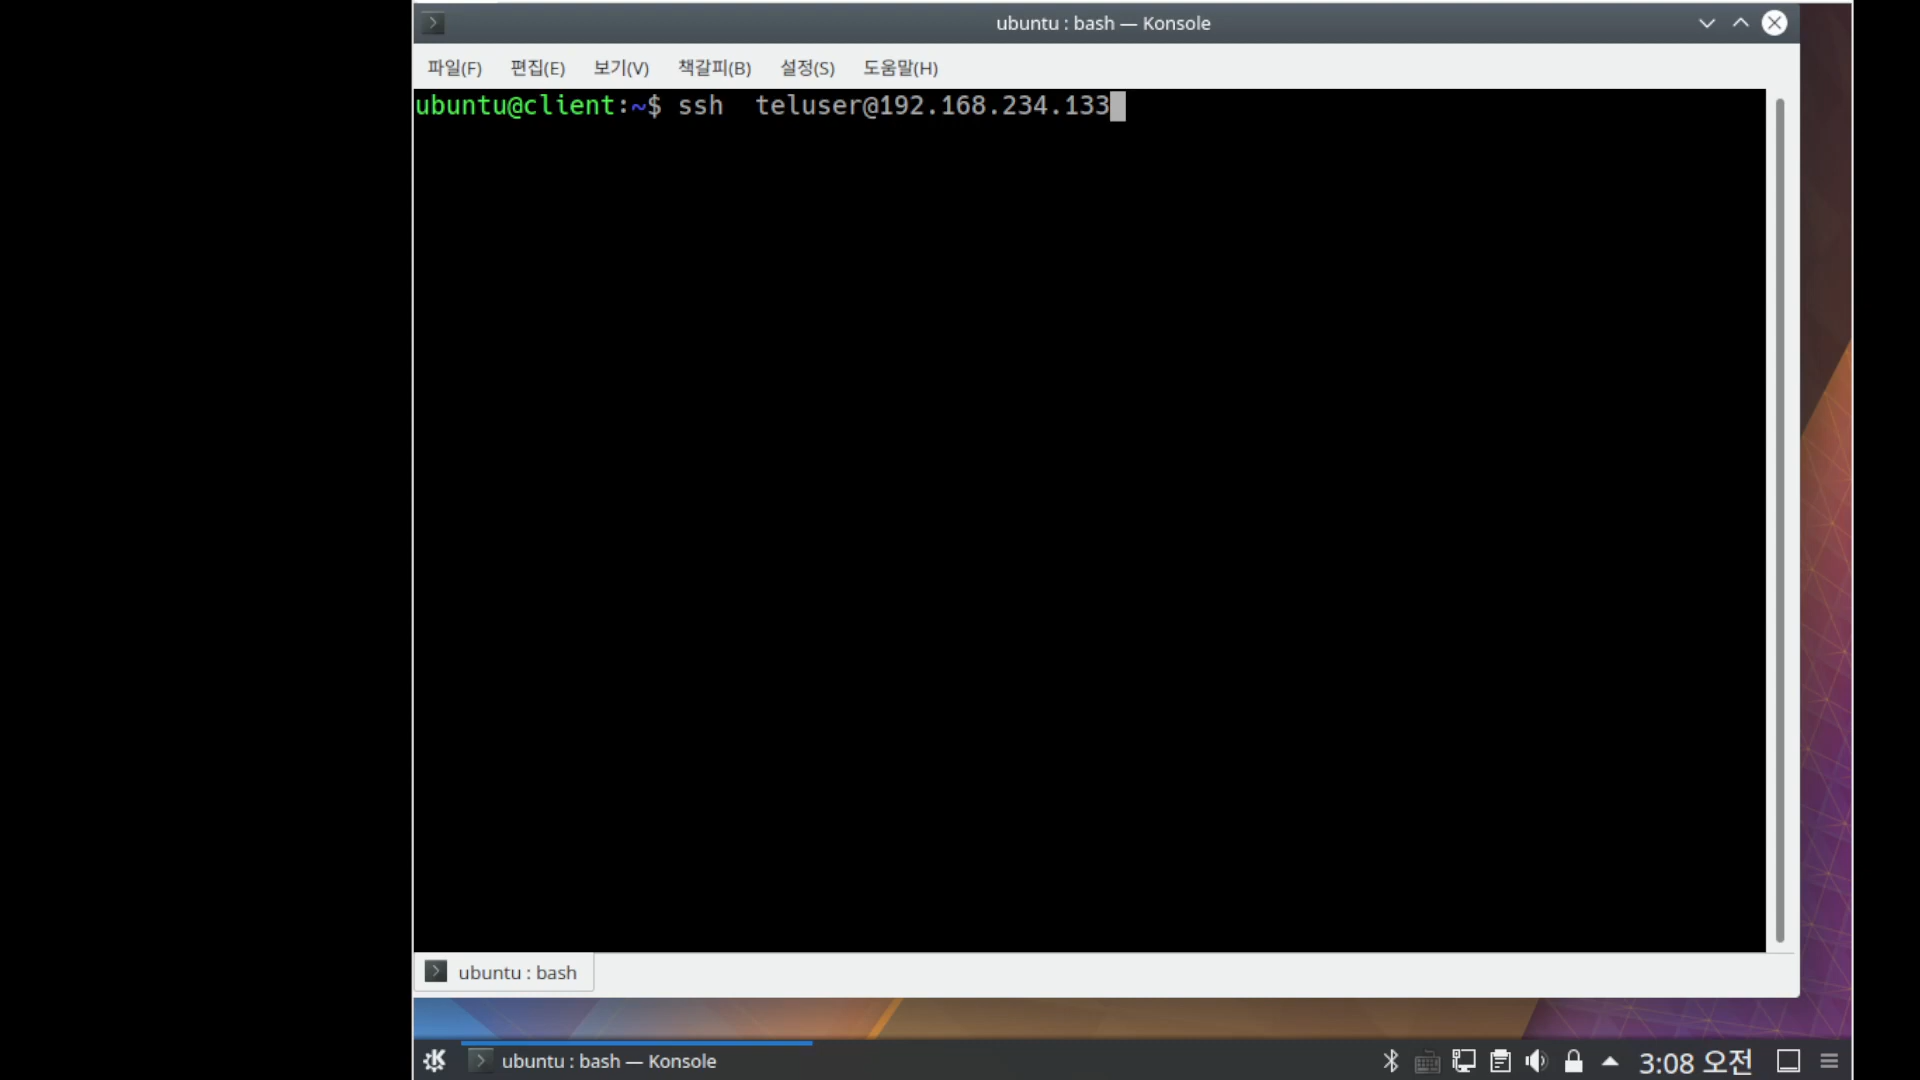 ubuntu : bash — Konsole
파일(F) 편집(E) 보기(V) 책갈피(B) 설정(S) 도움말(H)
ubuntu@client:~$ ssh  teluser@192.168.234.133
ubuntu : bash
ubuntu : bash — Konsole
3:08 오전